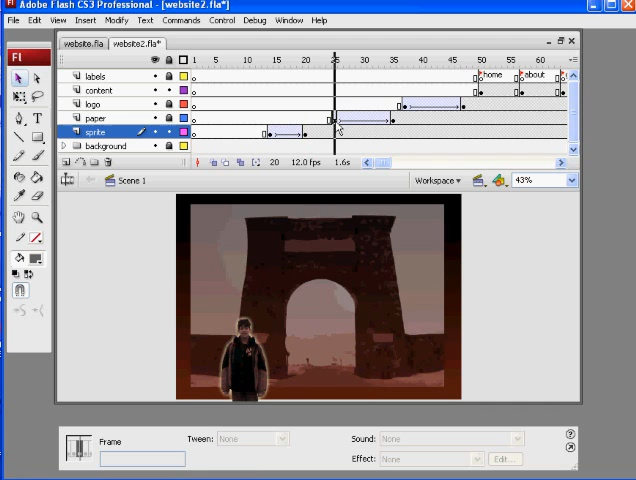 Adobe Flash CS3 Professional - [website2.fla*]
File Edit View Insert Modify Text Commands Control Debug Window Help
website.fla website2.fla*
Fl
1 5 10 15 20 25 30 35 40 45 50 55 60
labels home about
content
logo
paper
sprite
background
20 12.0 fps 1.6s
Scene 1 Workspace 43%
Frame Tween: None Sound: None
Effect: None Edit...